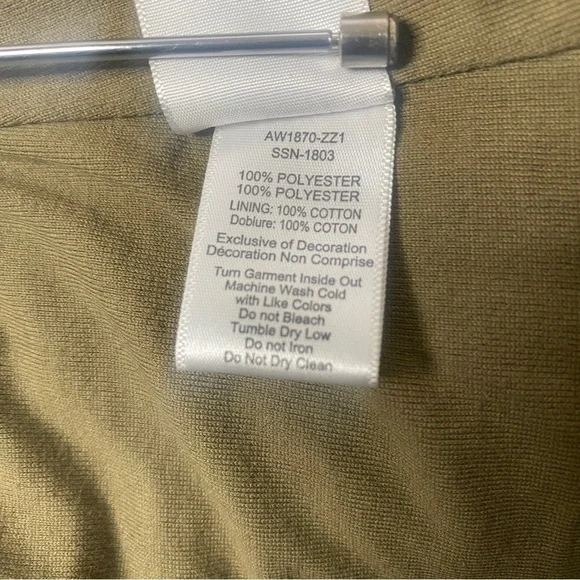 AW1870-ZZ1
SSN-1803
100% POLYESTER
100% POLYESTER
LINING: 100% COTTON
Doblure: 100% COTON
Exclusive of Decoration
Décoration Non Comprise
Turn Garment Inside Out
Machine Wash Cold
with Like Colors
Do not Bleach
Tumble Dry Low
Do not Iron
Do Not Dry Clean